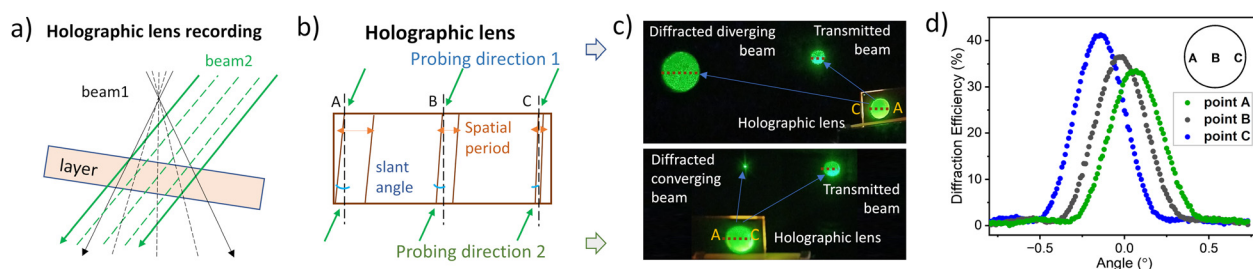 a)
Holographic lens recording
beam2
beam1
layer
b)
Holographic lens
Probing direction 1
A
B
C
Spatial
period
slant
angle
Probing direction 2
c)
Diffracted diverging
beam
Transmitted
beam
C
A
Holographic lens
Diffracted
converging
beam
Transmitted
beam
A
C
Holographic lens
d)
Diffraction Efficiency (%)
40
30
20
10
0
A B C
point A
point B
point C
−0.5
0.0
0.5
Angle (°)